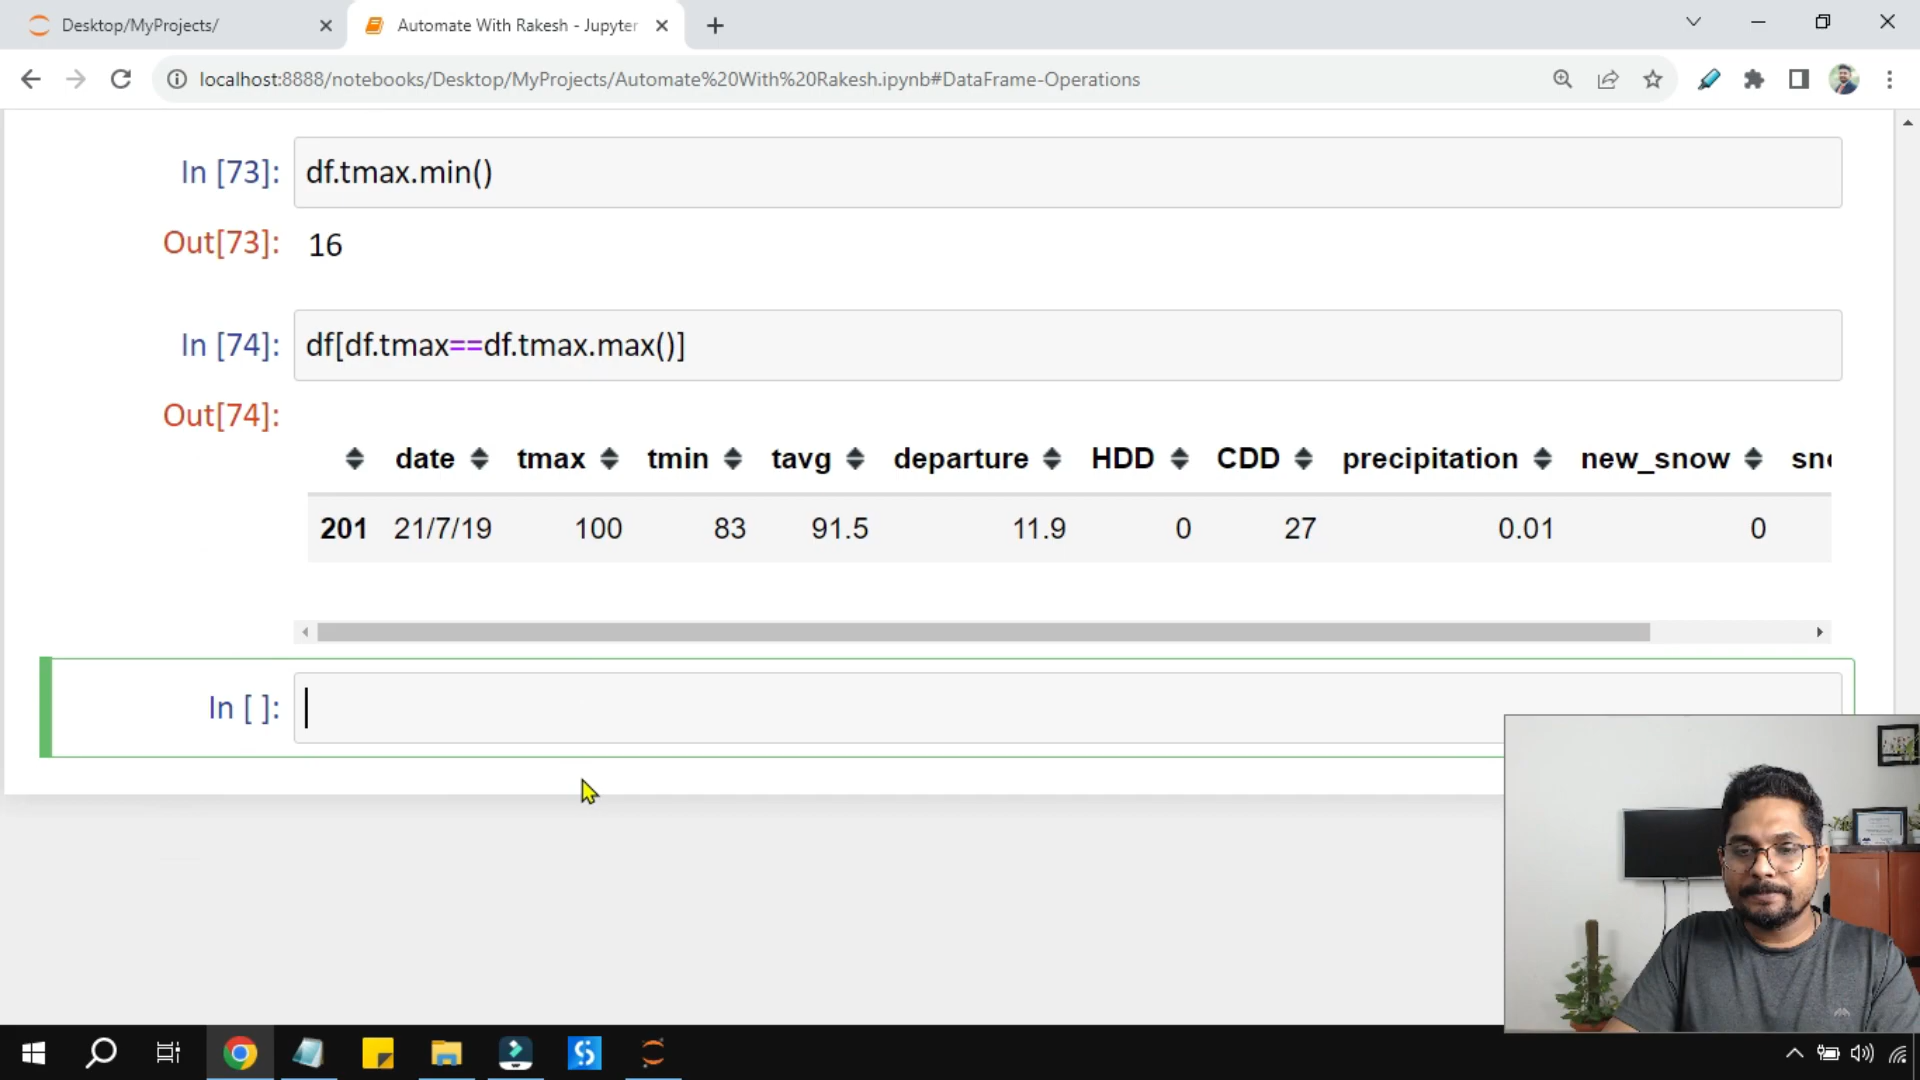 Desktop/MyProjects/
Automate With Rakesh - Jupyter
localhost:8888/notebooks/Desktop/MyProjects/Automate%20With%20Rakesh.ipynb#DataFrame-Operations
In [73]: df.tmax.min()
Out[73]: 16
In [74]: df[df.tmax==df.tmax.max()]
Out[74]:
date tmax tmin tavg departure HDD CDD precipitation new_snow
201 21/7/19 100 83 91.5 11.9 0 27 0.01 0
In [ ]: